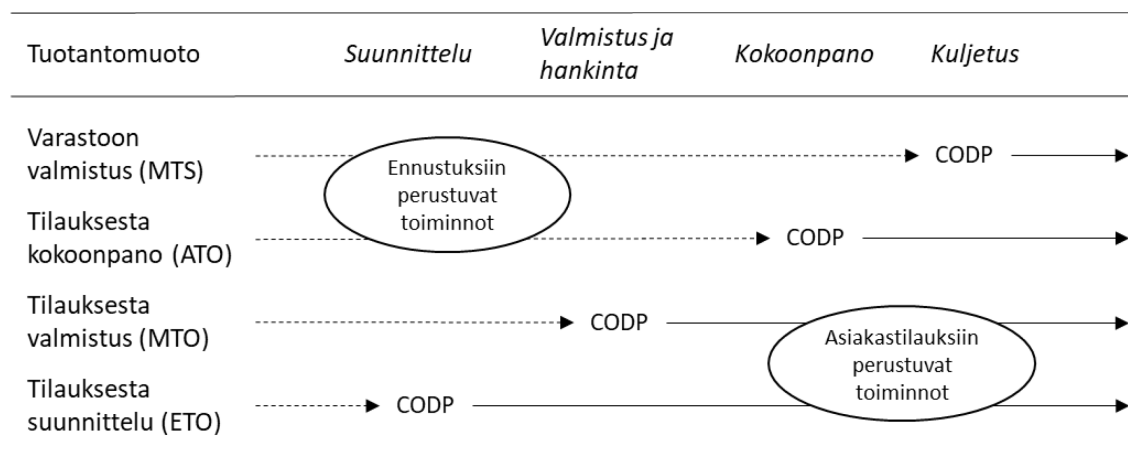 Tuotantomuoto Suunnittelu Valmistus ja hankinta Kokoonpano Kuljetus
Varastoon
valmistus (MTS)
Ennustuksiin
perustuvat
toiminnot
CODP
Tilauksesta
kokoonpano (ATO)
CODP
Tilauksesta
valmistus (MTO)
CODP
Asiakastilauksiin
perustuvat
toiminnot
Tilauksesta
suunnittelu (ETO)
CODP